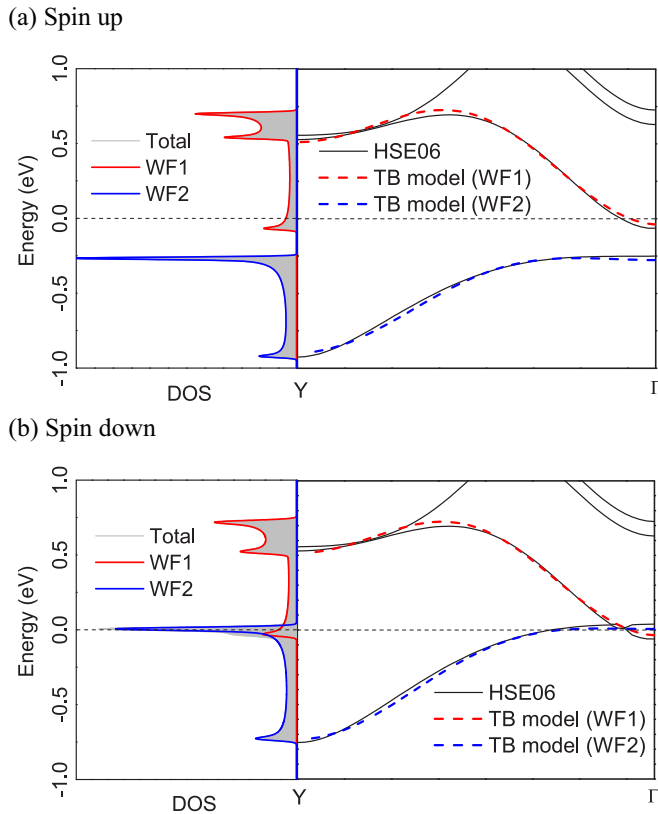 (a) Spin up
1.0
0.5
0.0
-0.5
-1.0
Energy (eV)
Total
WF1
WF2
HSE06
TB model (WF1)
TB model (WF2)
DOS
Y
Γ
(b) Spin down
1.0
0.5
0.0
-0.5
-1.0
Energy (eV)
Total
WF1
WF2
HSE06
TB model (WF1)
TB model (WF2)
DOS
Y
Γ